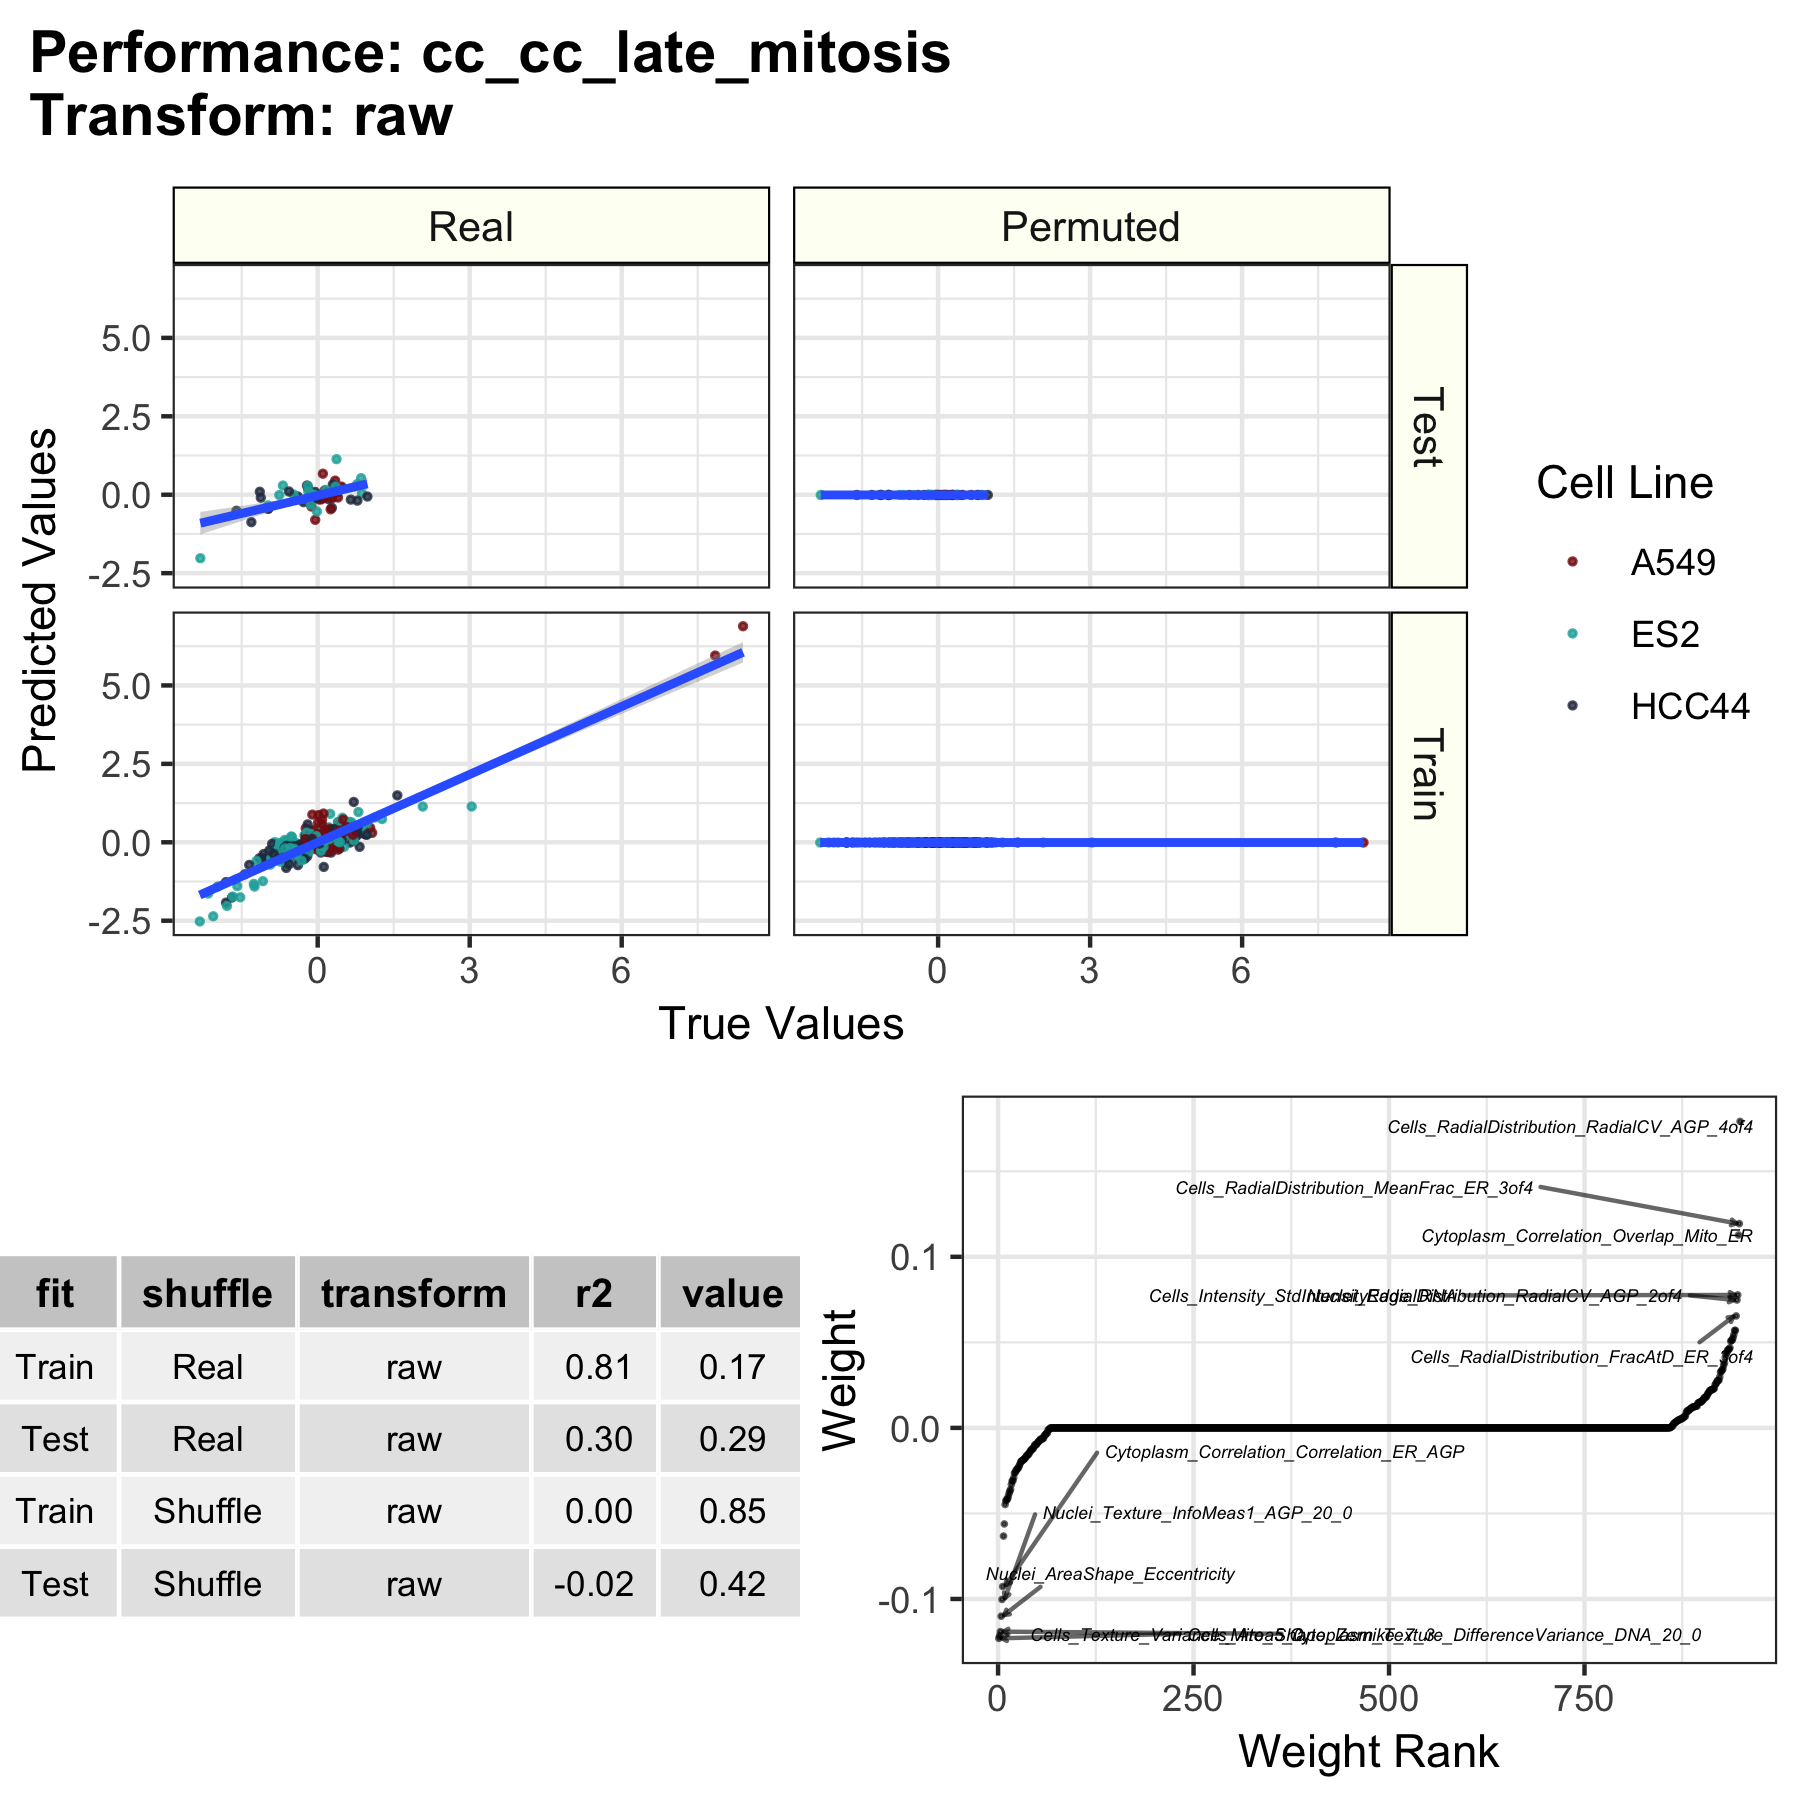 Performance: cc_cc_late_mitosis
Transform: raw
Real
Permuted
5.0
2.5
0.0
-2.5
Test
5.0
2.5
0.0
-2.5
Train
0
3
6
0
3
6
Predicted Values
True Values
Cell Line
A549
ES2
HCC44
fit shuffle transform r2 value
Train Real raw 0.81 0.17
Test Real raw 0.30 0.29
Train Shuffle raw 0.00 0.85
Test Shuffle raw -0.02 0.42
Weight
0.1
0.0
-0.1
Cells_RadialDistribution_RadialCV_AGP_4of4
Cells_RadialDistribution_MeanFrac_ER_3of4
Cytoplasm_Correlation_Overlap_Mito_ER
Cells_Intensity_StdIntensityEdge_RNA
Nuclei_RadialDistribution_RadialCV_AGP_2of4
Cells_RadialDistribution_FracAtD_ER_3of4
Cytoplasm_Correlation_Correlation_ER_AGP
Nuclei_Texture_InfoMeas1_AGP_20_0
Nuclei_AreaShape_Eccentricity
Cells_Texture_Variance_Mito_5_0
Cells_AreaShape_Zernike_7_3
Cytoplasm_Texture_DifferenceVariance_DNA_20_0
0
250
500
750
Weight Rank